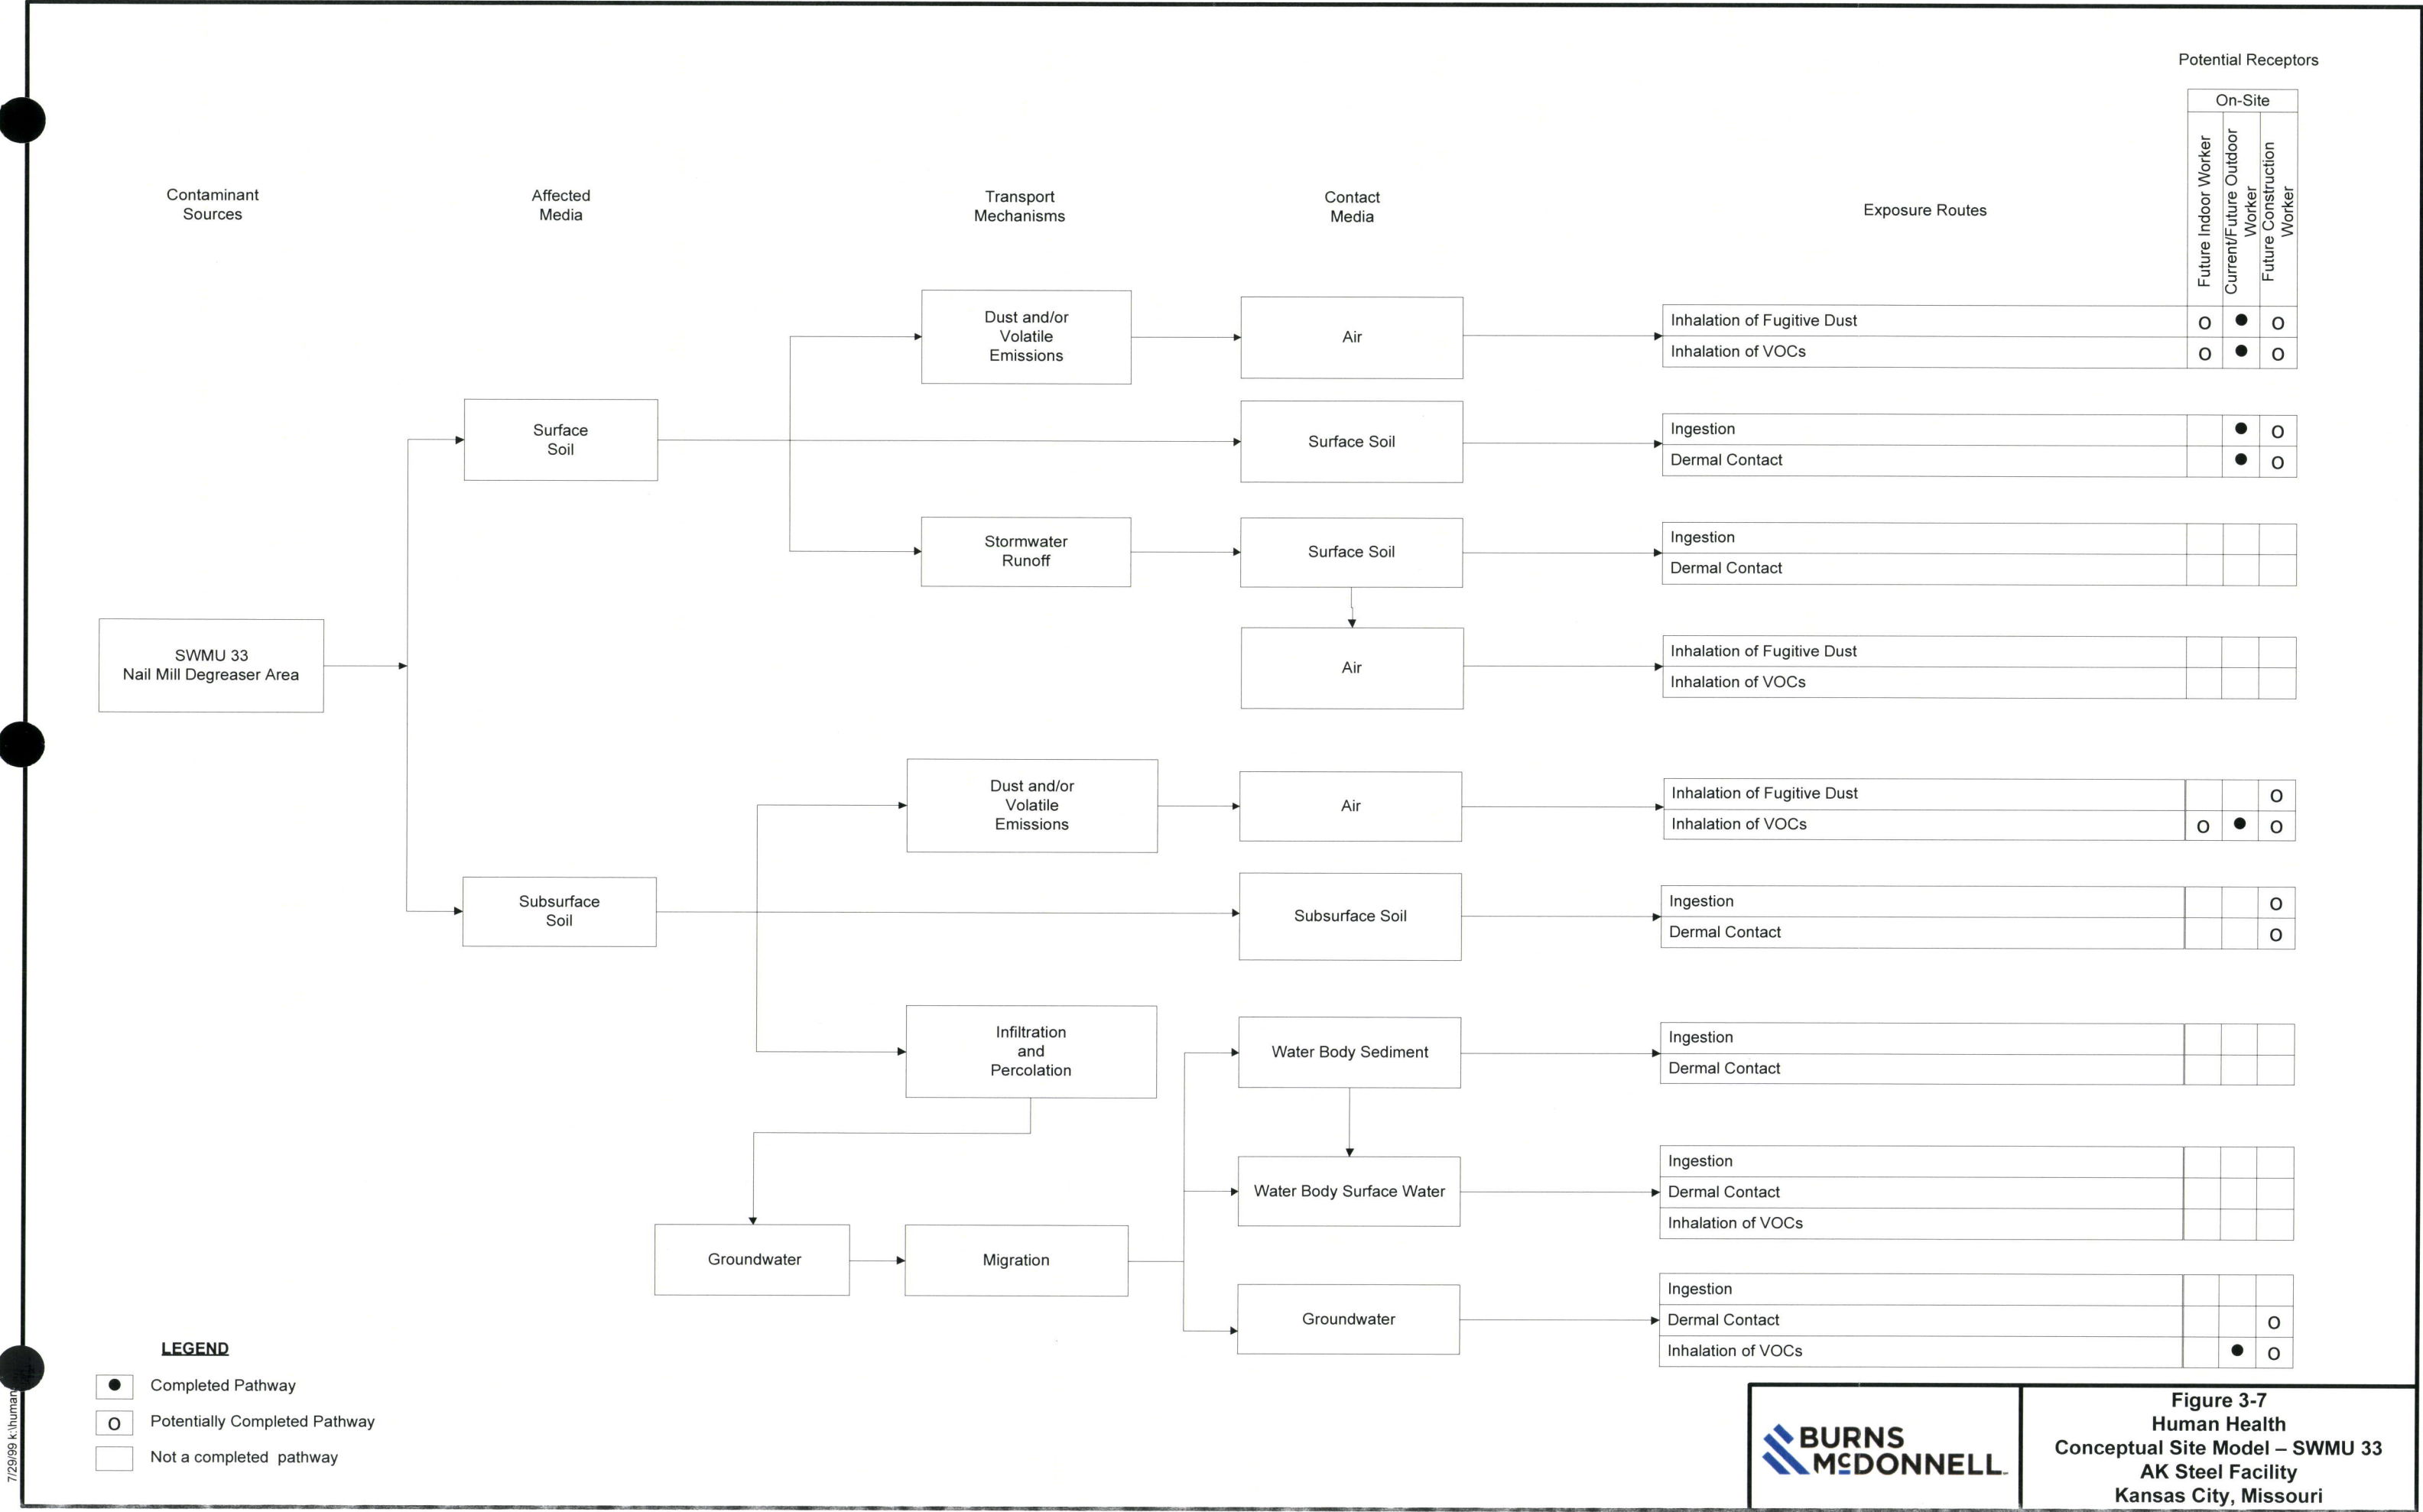 Potential Receptors
On-Site
Future Indoor Worker
Current/Future Outdoor
Worker
Future Construction
Worker
Contaminant
Sources
Affected
Media
Transport
Mechanisms
Contact
Media
Exposure Routes
Dust and/or
Volatile
Emissions
Air
Inhalation of Fugitive Dust
O ● O
Inhalation of VOCs
O ● O
Surface
Soil
Surface Soil
Ingestion
● O
Dermal Contact
● O
Stormwater
Runoff
Surface Soil
Ingestion
Dermal Contact
SWMU 33
Nail Mill Degreaser Area
Air
Inhalation of Fugitive Dust
Inhalation of VOCs
Dust and/or
Volatile
Emissions
Air
Inhalation of Fugitive Dust
O
Inhalation of VOCs
O ● O
Subsurface
Soil
Subsurface Soil
Ingestion
O
Dermal Contact
O
Infiltration
and
Percolation
Water Body Sediment
Ingestion
Dermal Contact
Water Body Surface Water
Ingestion
Dermal Contact
Inhalation of VOCs
Groundwater
Migration
Groundwater
Ingestion
Dermal Contact
O
Inhalation of VOCs
● O
LEGEND
● Completed Pathway
O Potentially Completed Pathway
Not a completed pathway
7/29/99 k:\human
BURNS
McDONNELL
Figure 3-7
Human Health
Conceptual Site Model – SWMU 33
AK Steel Facility
Kansas City, Missouri